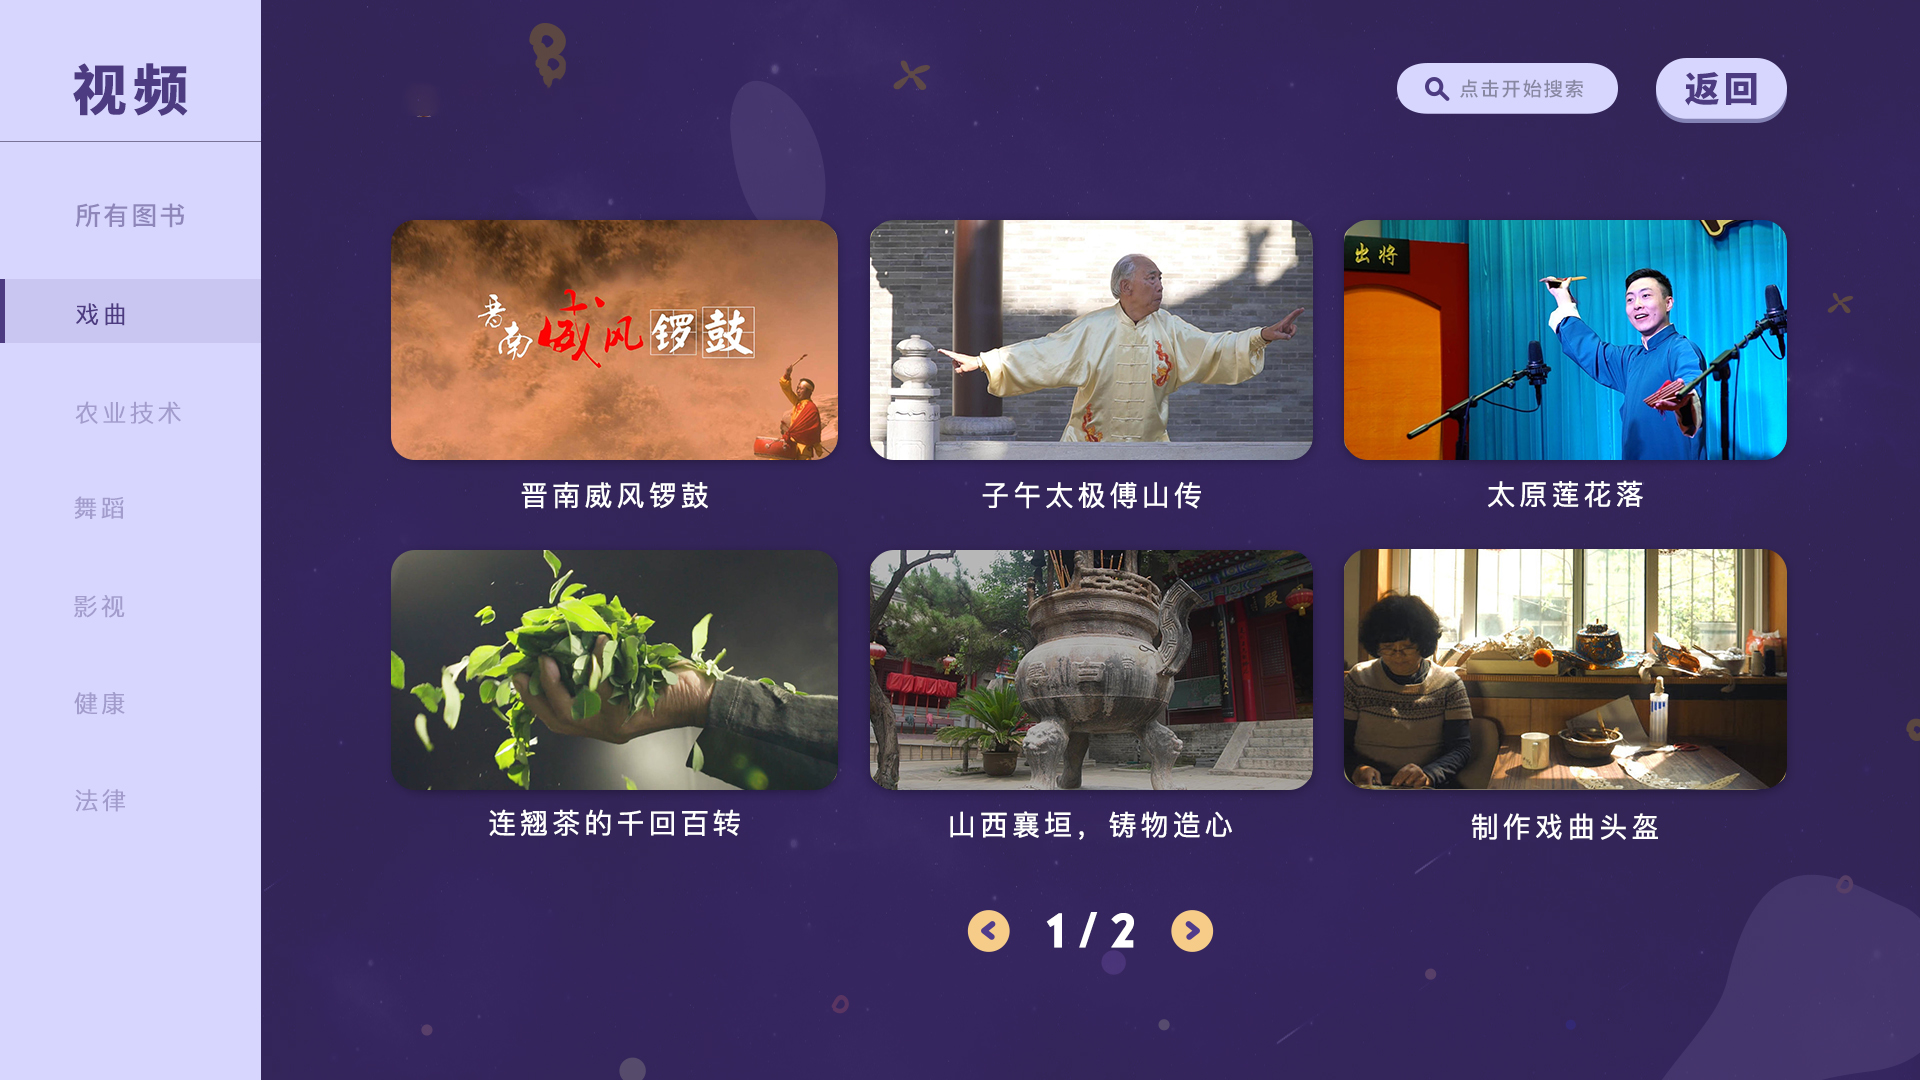 视频
所有图书
戏曲
农业技术
舞蹈
影视
健康
法律
点击开始搜索
返回
晋南威风锣鼓
出将
晋南威风锣鼓
子午太极傅山传
太原莲花落
殿
连翘茶的千回百转
山西襄垣，铸物造心
制作戏曲头盔
1 / 2